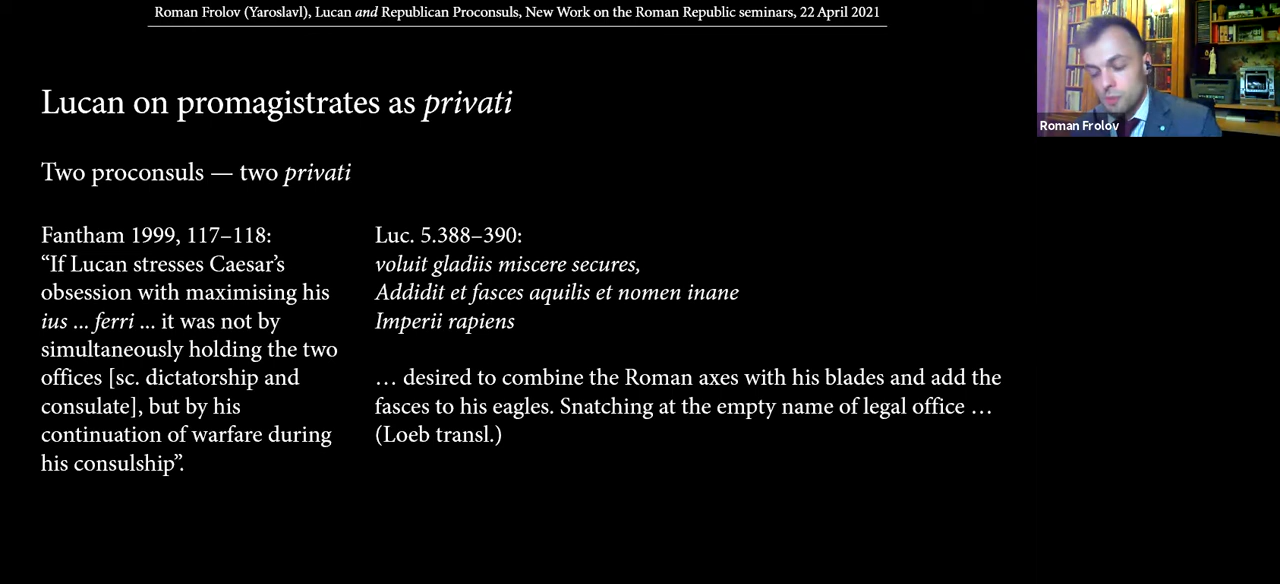 Roman Frolov (Yaroslavl), Lucan and Republican Proconsuls, New Work on the Roman Republic seminars, 22 April 2021
Lucan on promagistrates as privati
Two proconsuls — two privati
Fantham 1999, 117–118:
“If Lucan stresses Caesar’s
obsession with maximising his
ius ... ferri ... it was not by
simultaneously holding the two
offices [sc. dictatorship and
consulate], but by his
continuation of warfare during
his consulship”.
Luc. 5.388–390:
voluit gladiis miscere secures,
Addidit et fasces aquilis et nomen inane
Imperii rapiens
… desired to combine the Roman axes with his blades and add the
fasces to his eagles. Snatching at the empty name of legal office …
(Loeb transl.)
Roman Frolov